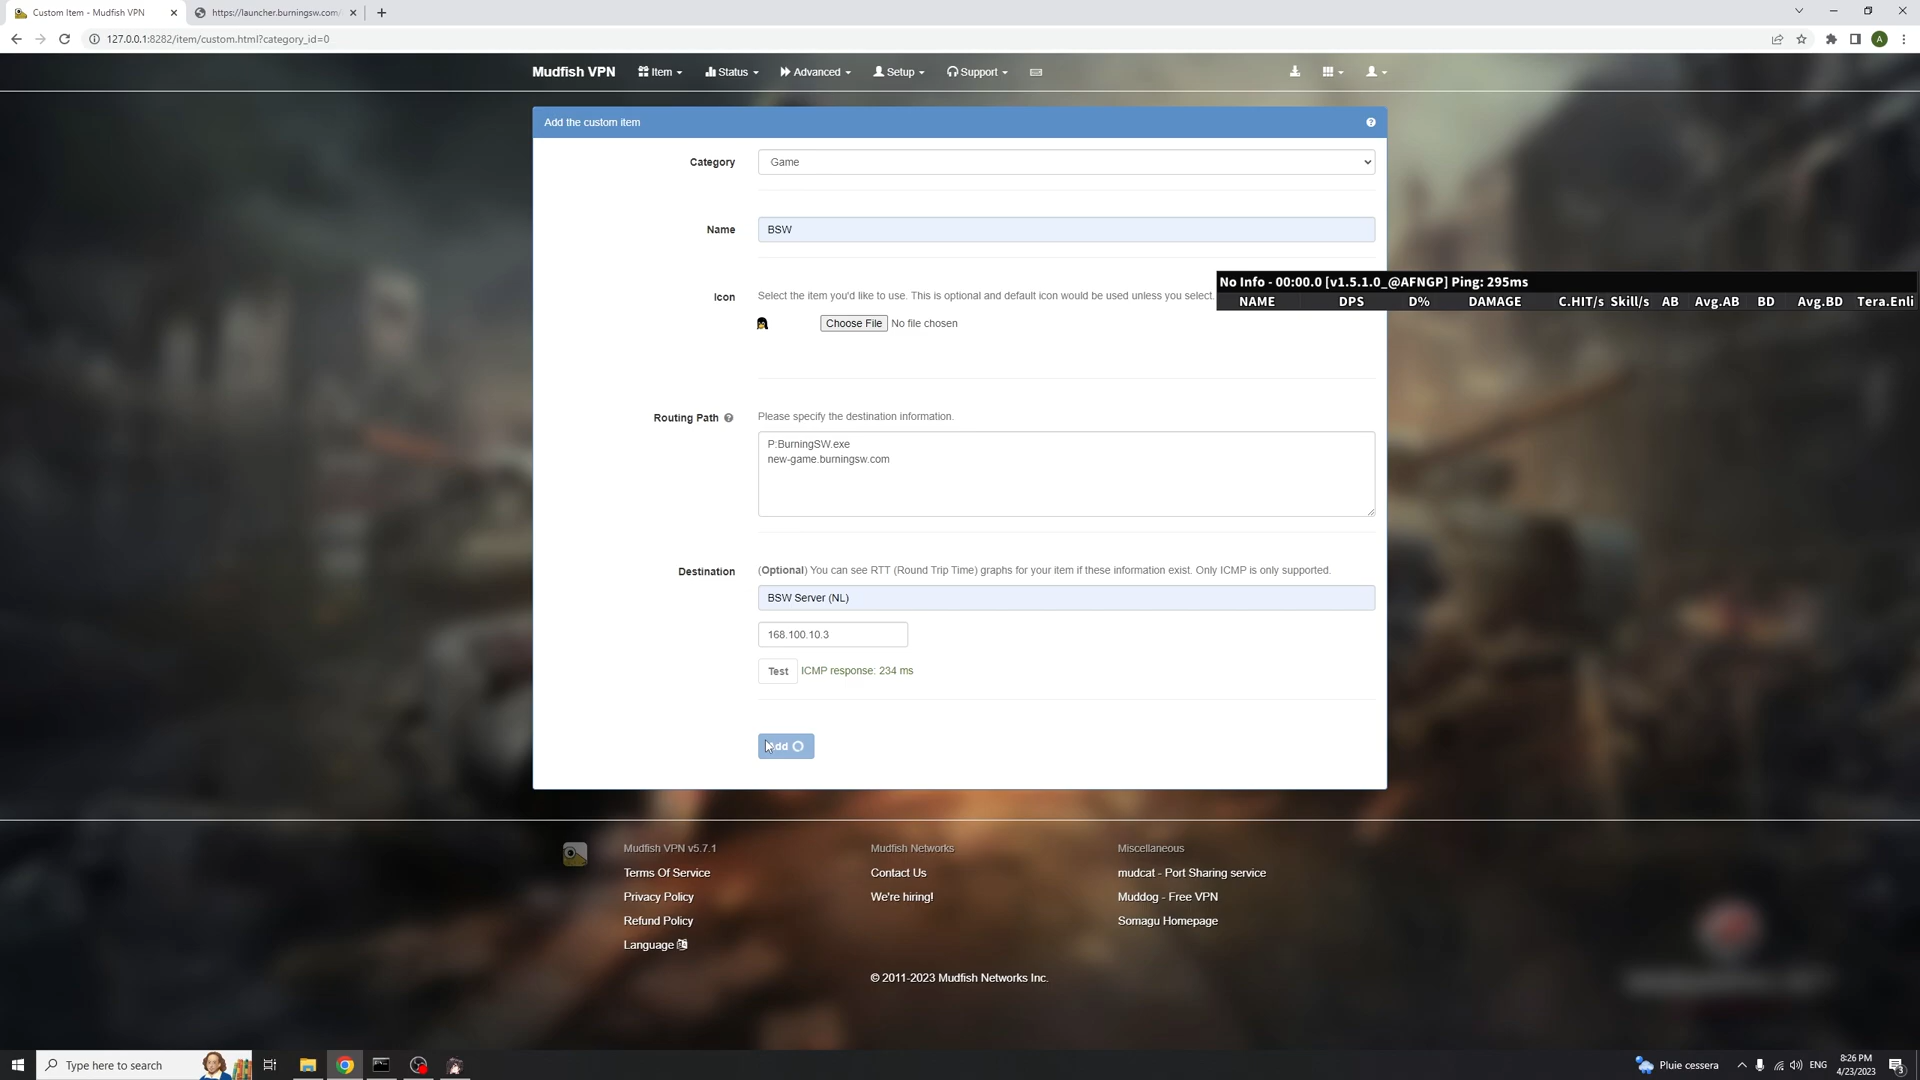 Custom Item - Mudfish VPN
https://launcher.burningsw.com/
127.0.0.1:8282/item/custom.html?category_id=0
A
Mudfish VPN
Item
Status
Advanced
Setup
Support
Add the custom item
Category
Game
Name
BSW
Icon
Select the item you'd like to use. This is optional and default icon would be used unless you select.
Choose File No file chosen
No Info - 00:00.0 [v1.5.1.0_@AFNGP] Ping: 295ms
NAME DPS D% DAMAGE C.HIT/s Skill/s AB Avg.AB BD Avg.BD Tera.Enli
Routing Path
Please specify the destination information.
P:BurningSW.exe
new-game.burningsw.com
Destination
(Optional) You can see RTT (Round Trip Time) graphs for your item if these information exist. Only ICMP is only supported.
BSW Server (NL)
168.100.10.3
Test
ICMP response: 234 ms
Add
Mudfish VPN v5.7.1
Terms Of Service
Privacy Policy
Refund Policy
Language
Mudfish Networks
Contact Us
We're hiring!
Miscellaneous
mudcat - Port Sharing service
Muddog - Free VPN
Somagu Homepage
© 2011-2023 Mudfish Networks Inc.
Type here to search
Pluie cessera
ENG
8:26 PM
4/23/2023
3